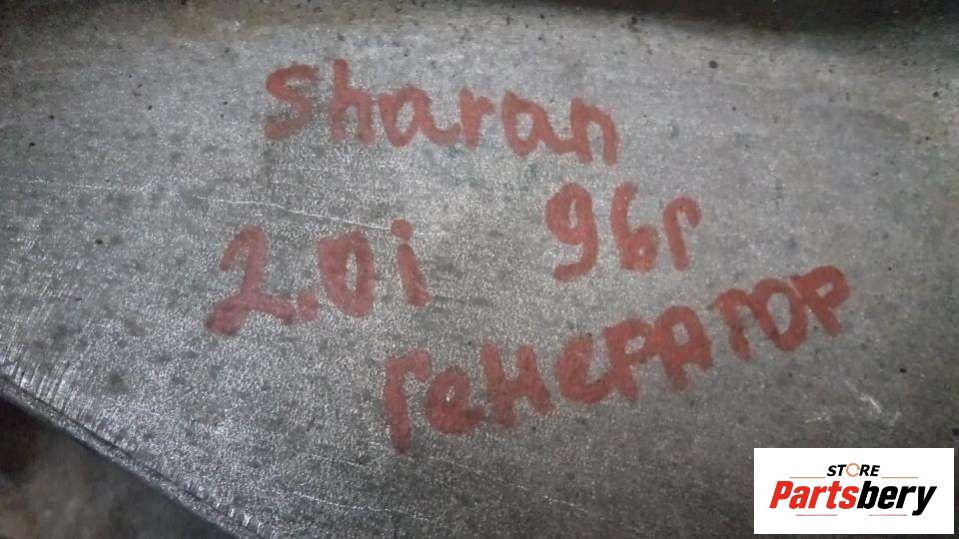 Sharan
2.0i 96г
Генератор
STORE
Partsbery